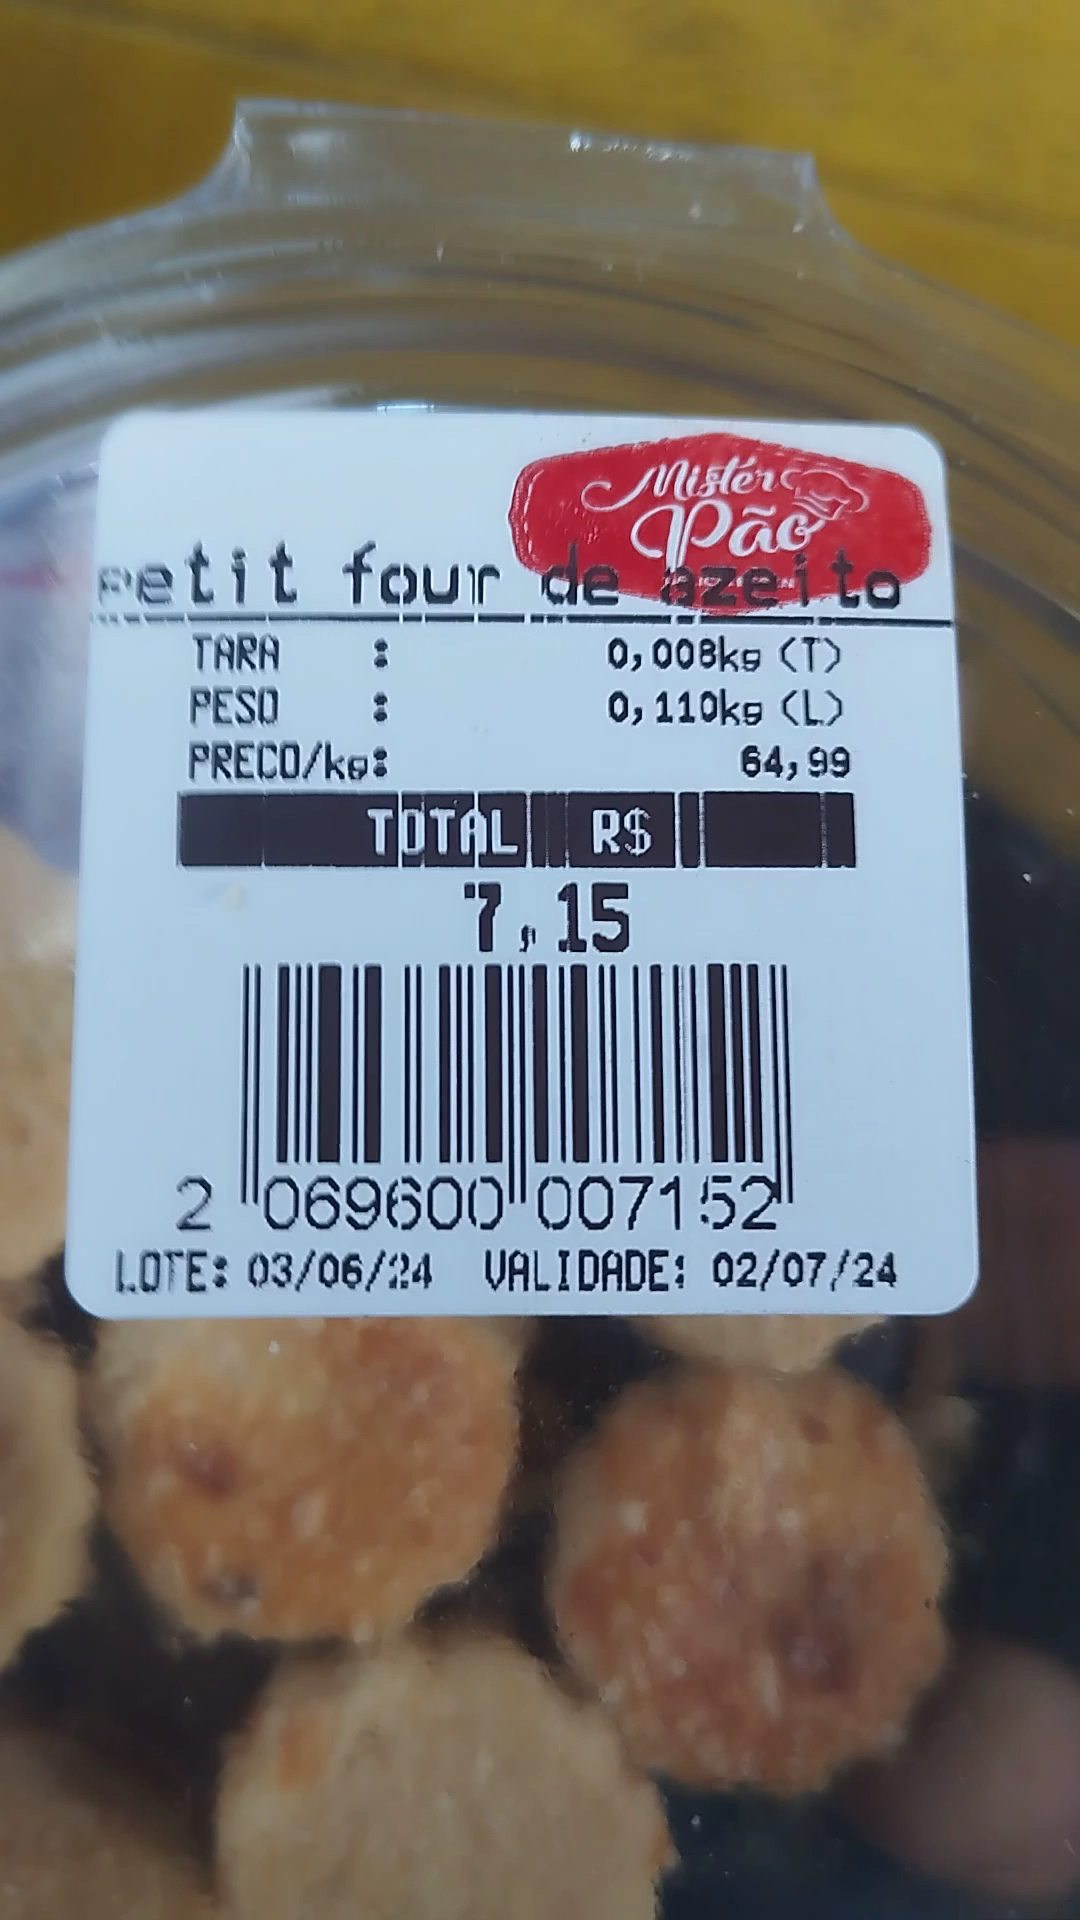 Mister
Pão
Petit four de azeito
TARA : 0,008kg (T)
PESO : 0,110kg (L)
PRECO/kg: 64,99
TOTAL R$
7,15
2 069600 007152
LOTE: 03/06/24 VALIDADE: 02/07/24